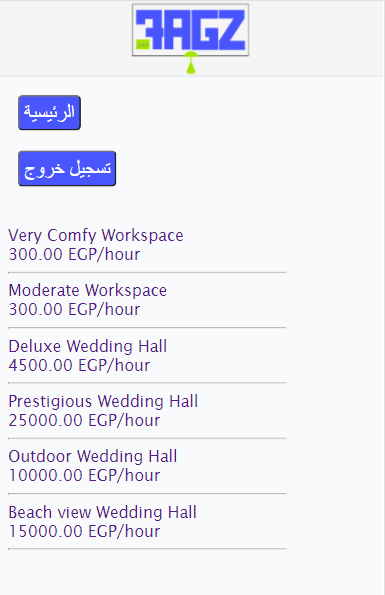 FAGZ
الرئيسية
تسجيل خروج
Very Comfy Workspace
300.00 EGP/hour
Moderate Workspace
300.00 EGP/hour
Deluxe Wedding Hall
4500.00 EGP/hour
Prestigious Wedding Hall
25000.00 EGP/hour
Outdoor Wedding Hall
10000.00 EGP/hour
Beach view Wedding Hall
15000.00 EGP/hour